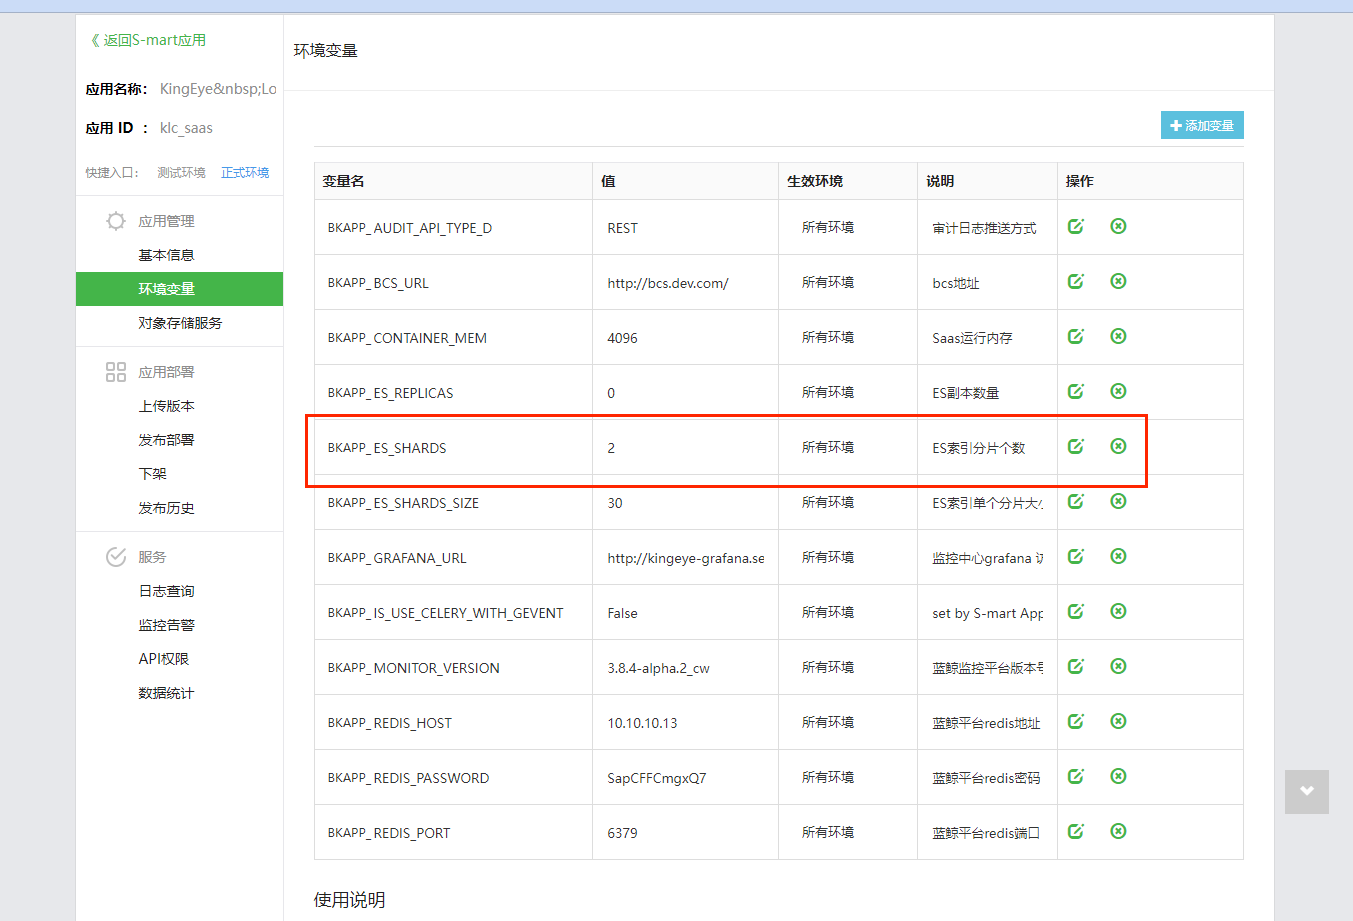 《 返回S-mart应用
应用名称： KingEye&nbsp;Lo
应用 ID ： klc_saas
快捷入口： 测试环境 正式环境
应用管理
基本信息
环境变量
对象存储服务
应用部署
上传版本
发布部署
下架
发布历史
服务
日志查询
监控告警
API权限
数据统计
环境变量
添加变量
变量名 值 生效环境 说明 操作
BKAPP_AUDIT_API_TYPE_D REST 所有环境 审计日志推送方式
BKAPP_BCS_URL http://bcs.dev.com/ 所有环境 bcs地址
BKAPP_CONTAINER_MEM 4096 所有环境 Saas运行内存
BKAPP_ES_REPLICAS 0 所有环境 ES副本数量
BKAPP_ES_SHARDS 2 所有环境 ES索引分片个数
BKAPP_ES_SHARDS_SIZE 30 所有环境 ES索引单个分片大小
BKAPP_GRAFANA_URL http://kingeye-grafana.se 所有环境 监控中心grafana
BKAPP_IS_USE_CELERY_WITH_GEVENT False 所有环境 set by S-mart App
BKAPP_MONITOR_VERSION 3.8.4-alpha.2_cw 所有环境 蓝鲸监控平台版本号
BKAPP_REDIS_HOST 10.10.10.13 所有环境 蓝鲸平台redis地址
BKAPP_REDIS_PASSWORD SapCFFCmgxQ7 所有环境 蓝鲸平台redis密码
BKAPP_REDIS_PORT 6379 所有环境 蓝鲸平台redis端口
使用说明